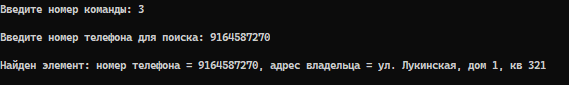 Введите номер команды: 3
Введите номер телефона для поиска: 9164587270
Найден элемент: номер телефона = 9164587270, адрес владельца = ул. Лукинская, дом 1, кв 321